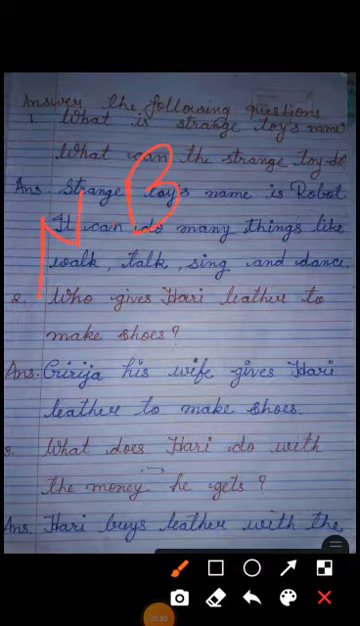 Answer the following questions
1. What is strange toy's name?
What can the strange toy do
Ans. Strange toy's name is Robot.
It can do many things like
walk, talk, sing and dance.
N B
2. Who gives Hari leather to
make shoes?
Ans. Girija his wife gives Hari
leather to make shoes.
3. What does Hari do with
the money he gets?
Ans. Hari buys leather with the